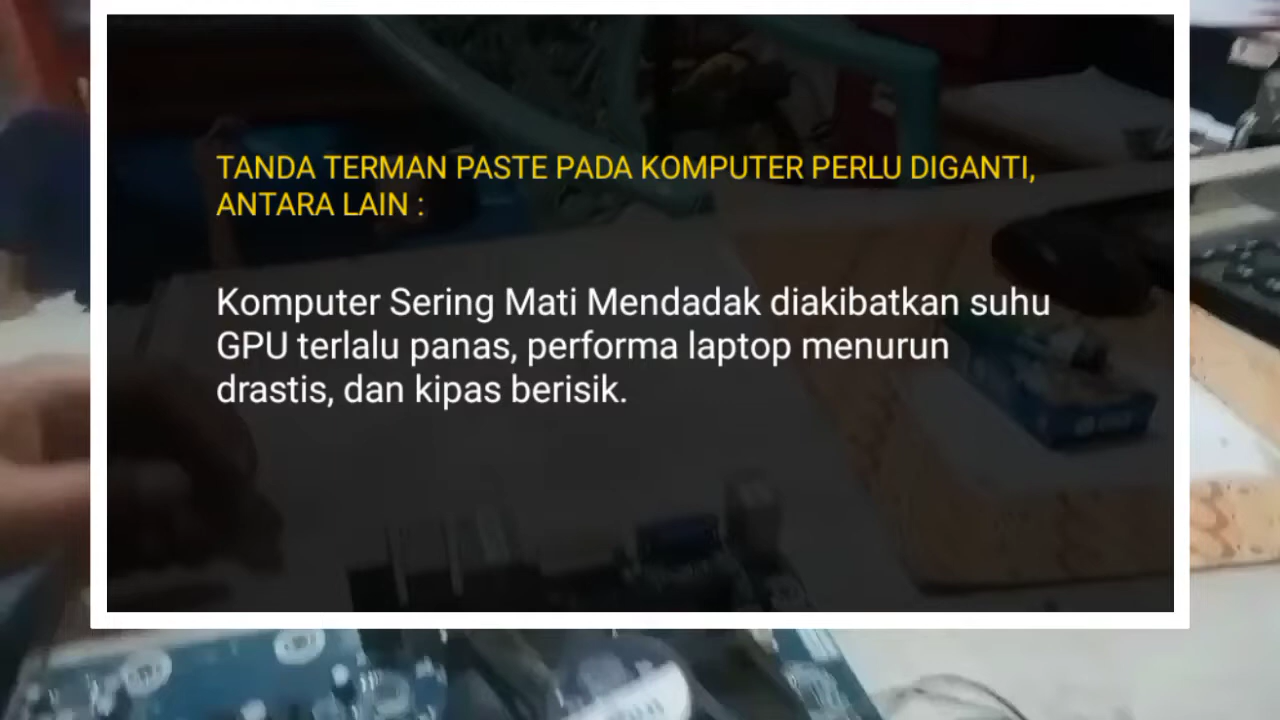 TANDA TERMAN PASTE PADA KOMPUTER PERLU DIGANTI,
ANTARA LAIN :
Komputer Sering Mati Mendadak diakibatkan suhu
GPU terlalu panas, performa laptop menurun
drastis, dan kipas berisik.